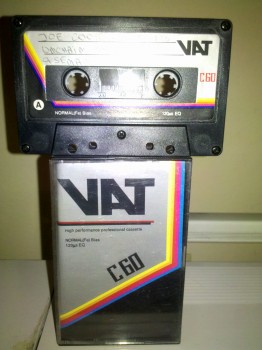 JOE
VAT
C60
A
NORMAL(Fe) Bias
120µs EQ
VAT
high performance professional cassette
NORMAL(Fe) Bias
120µs EQ
C60